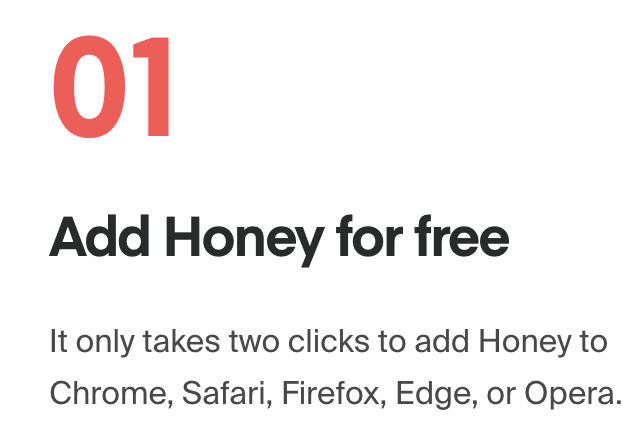 01
Add Honey for free
It only takes two clicks to add Honey to
Chrome, Safari, Firefox, Edge, or Opera.